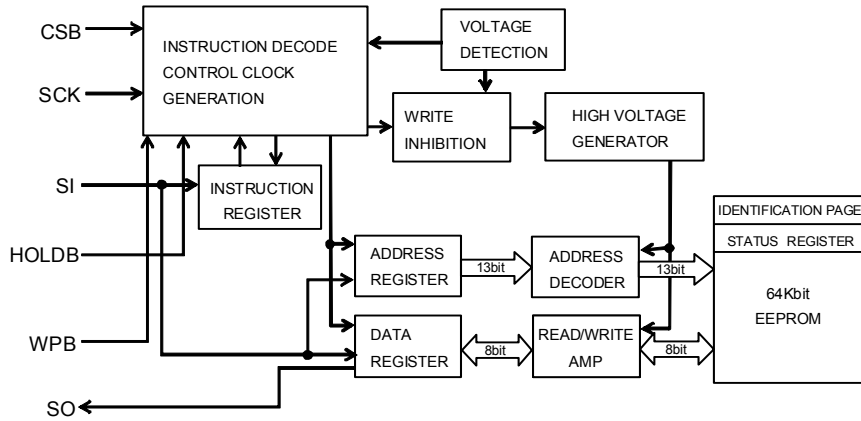 CSB
SCK
SI
HOLDB
WPB
SO
INSTRUCTION DECODE
CONTROL CLOCK
GENERATION
VOLTAGE
DETECTION
WRITE
INHIBITION
HIGH VOLTAGE
GENERATOR
INSTRUCTION
REGISTER
ADDRESS
REGISTER
13bit
ADDRESS
DECODER
13bit
DATA
REGISTER
8bit
READ/WRITE
AMP
8bit
IDENTIFICATION PAGE
STATUS REGISTER
64Kbit
EEPROM